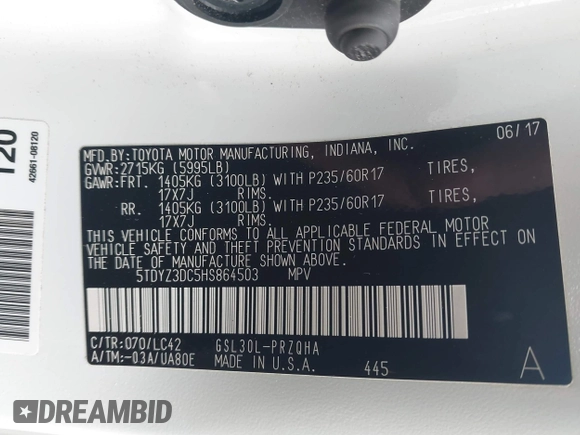 120
42661-08120
06/17
MFD.BY:TOYOTA MOTOR MANUFACTURING, INDIANA, INC.
GVWR:2715KG (5995LB)
GAWR:FRT. 1405KG (3100LB) WITH P235/60R17 TIRES,
17X7J RIMS.
RR. 1405KG (3100LB) WITH P235/60R17 TIRES,
17X7J RIMS.
THIS VEHICLE CONFORMS TO ALL APPLICABLE FEDERAL MOTOR
VEHICLE SAFETY AND THEFT PREVENTION STANDARDS IN EFFECT ON
THE DATE OF MANUFACTURE SHOWN ABOVE.
5TDYZ3DC5HS864503 MPV
C/TR:070/LC42 GSL30L-PRZQHA
A/TM:-03A/UA80E MADE IN U.S.A. 445 A
DREAMBID